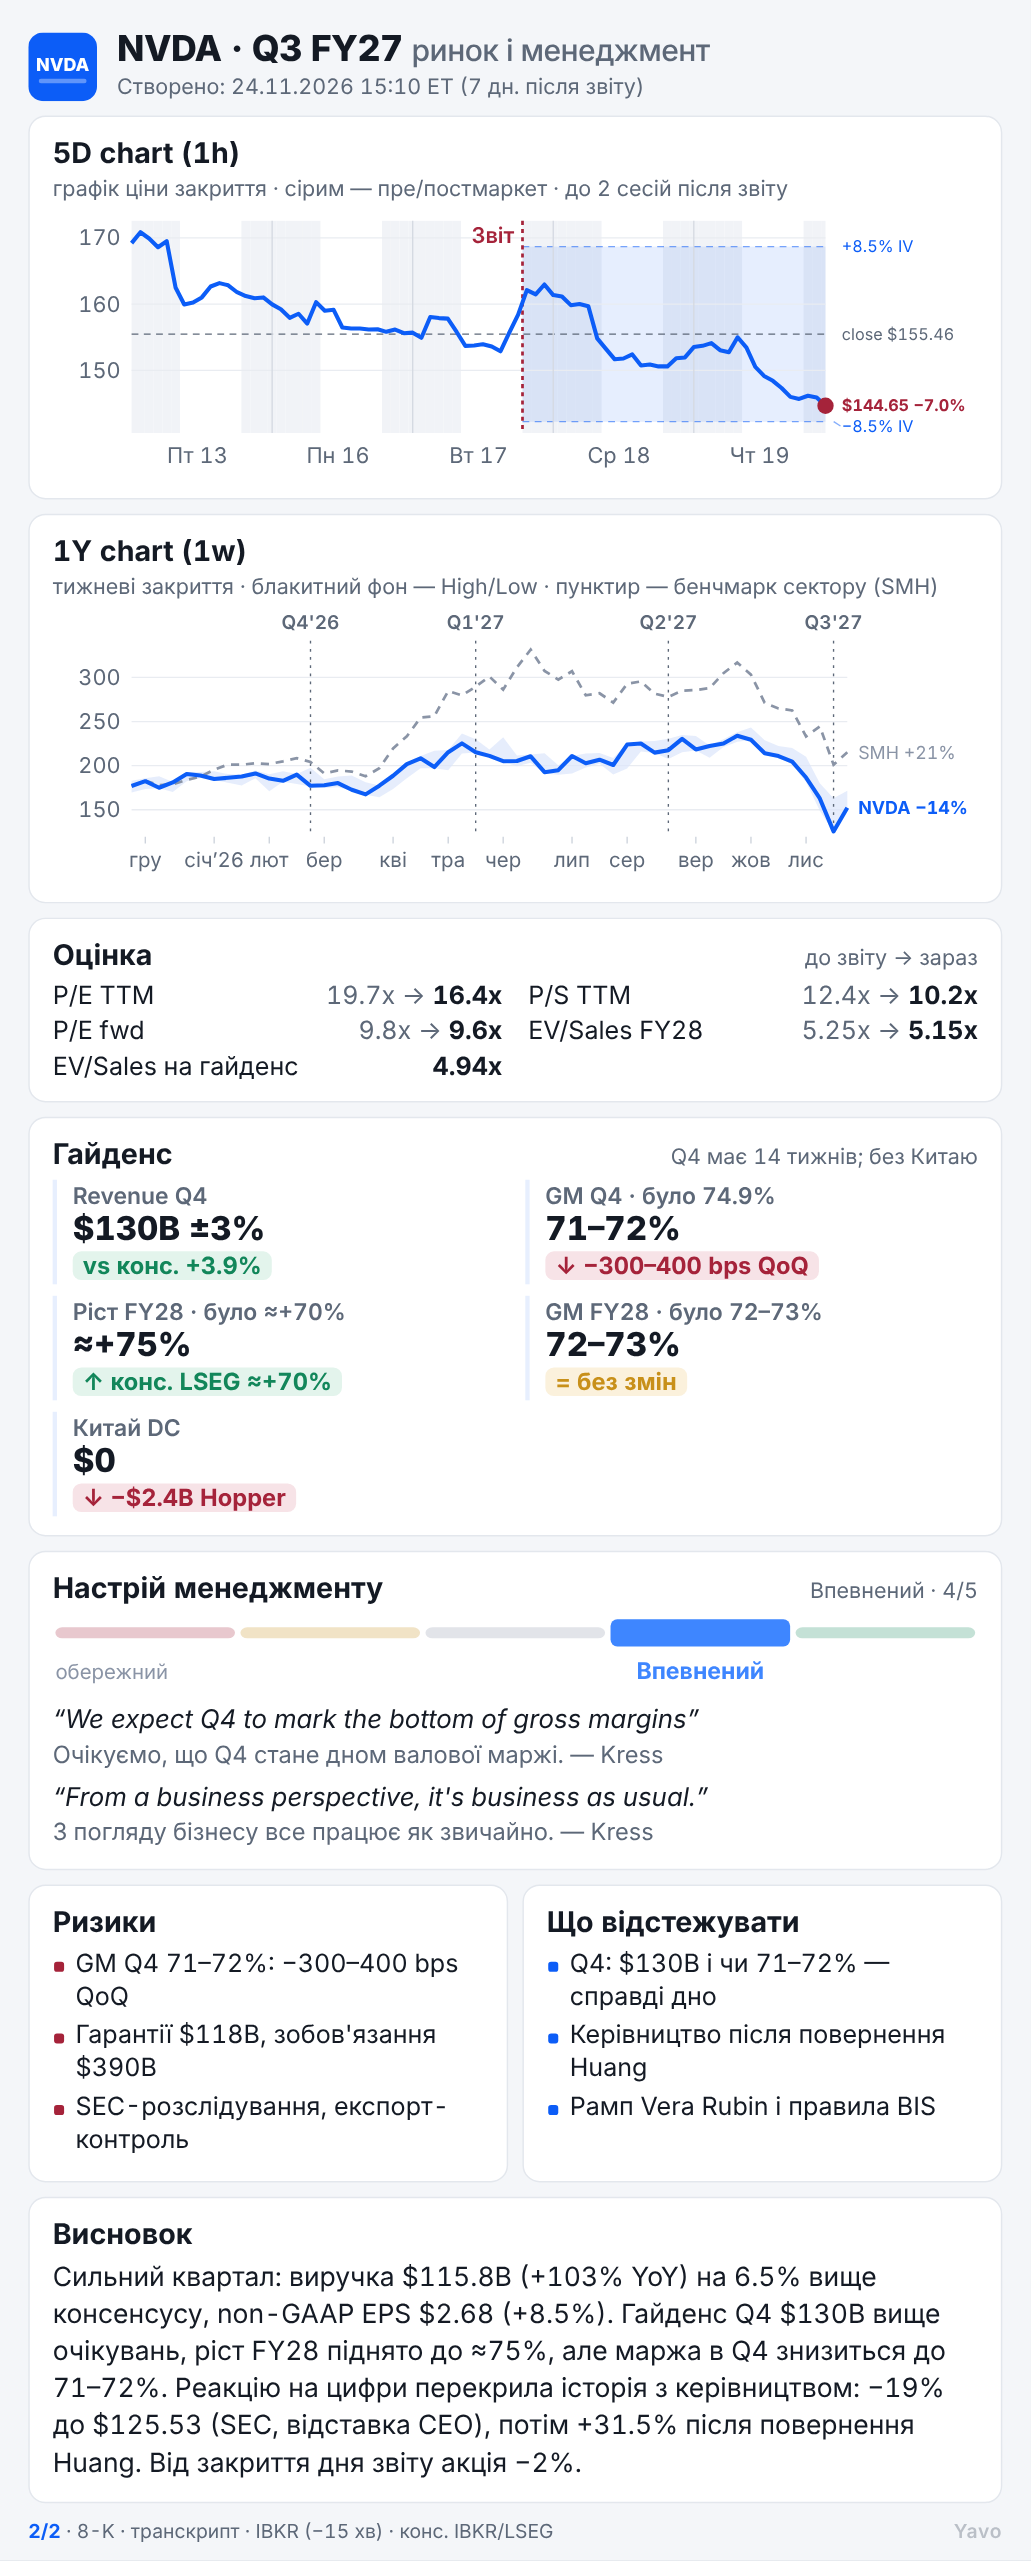 NVDA
NVDA · Q3 FY27 ринок і менеджмент
Створено: 24.11.2026 15:10 ET (7 дн. після звіту)
5D chart (1h)
графік ціни закриття · сірим — пре/постмаркет · до 2 сесій після звіту
170
160
150
Звіт
+8.5% IV
close $155.46
$144.65 −7.0%
−8.5% IV
Пт 13
Пн 16
Вт 17
Ср 18
Чт 19
1Y chart (1w)
тижневі закриття · блакитний фон — High/Low · пунктир — бенчмарк сектору (SMH)
Q4'26
Q1'27
Q2'27
Q3'27
300
250
200
150
SMH +21%
NVDA −14%
гру
січ'26
лют
бер
кві
тра
чер
лип
сер
вер
жов
лис
Оцінка
до звіту → зараз
P/E TTM 19.7x → 16.4x
P/S TTM 12.4x → 10.2x
P/E fwd 9.8x → 9.6x
EV/Sales FY28 5.25x → 5.15x
EV/Sales на гайденс 4.94x
Гайденс
Q4 має 14 тижнів; без Китаю
Revenue Q4
$130B ±3%
vs конс. +3.9%
GM Q4 · було 74.9%
71–72%
↓ −300–400 bps QoQ
Ріст FY28 · було ≈+70%
≈+75%
↑ конс. LSEG ≈+70%
GM FY28 · було 72–73%
72–73%
= без змін
Китай DC
$0
↓ −$2.4B Hopper
Настрій менеджменту
Впевнений · 4/5
обережний
Впевнений
“We expect Q4 to mark the bottom of gross margins”
Очікуємо, що Q4 стане дном валової маржі. — Kress
“From a business perspective, it's business as usual.”
З погляду бізнесу все працює як звичайно. — Kress
Ризики
GM Q4 71–72%: −300–400 bps
QoQ
Гарантії $118B, зобов'язання
$390B
SEC-розслідування, експорт-
контроль
Що відстежувати
Q4: $130B і чи 71–72% —
справді дно
Керівництво після повернення
Huang
Рамп Vera Rubin і правила BIS
Висновок
Сильний квартал: виручка $115.8B (+103% YoY) на 6.5% вище
консенсусу, non-GAAP EPS $2.68 (+8.5%). Гайденс Q4 $130B вище
очікувань, ріст FY28 піднято до ≈75%, але маржа в Q4 знизиться до
71–72%. Реакцію на цифри перекрила історія з керівництвом: −19%
до $125.53 (SEC, відставка CEO), потім +31.5% після повернення
Huang. Від закриття дня звіту акція −2%.
2/2 · 8-K · транскрипт · IBKR (−15 хв) · конс. IBKR/LSEG
Yavo